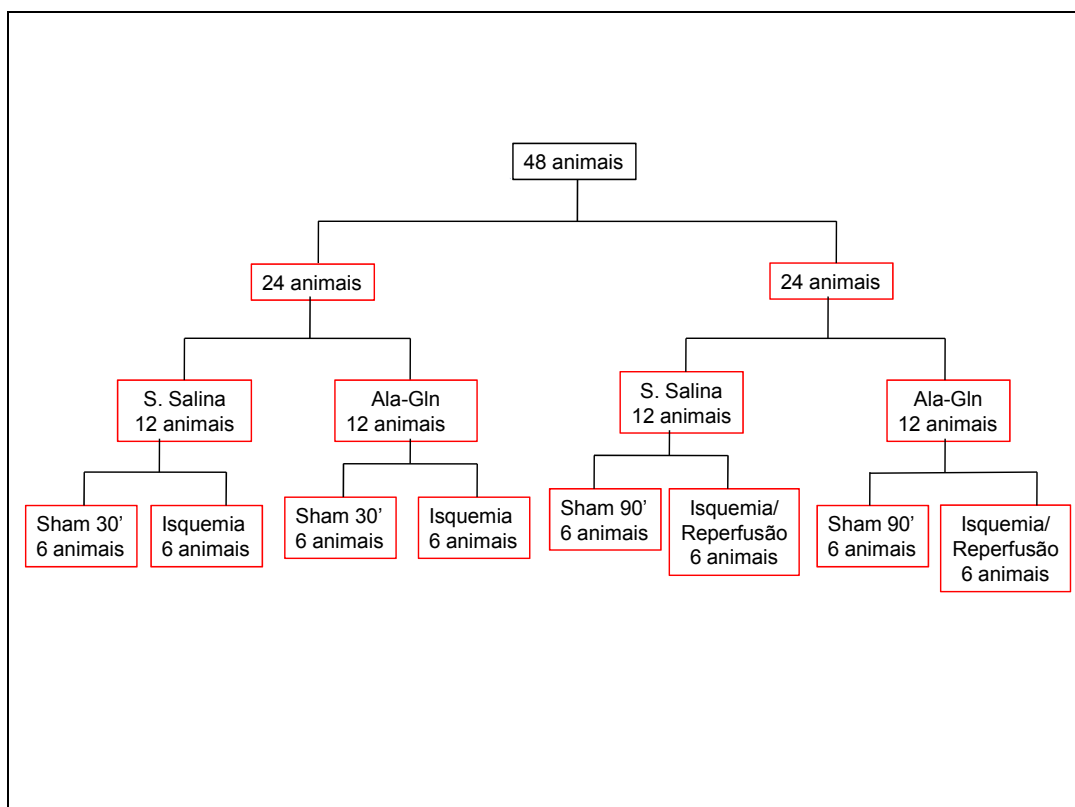 48 animais
24 animais
24 animais
S. Salina
12 animais
Ala-Gln
12 animais
S. Salina
12 animais
Ala-Gln
12 animais
Sham 30’
6 animais
Isquemia
6 animais
Sham 30’
6 animais
Isquemia
6 animais
Sham 90’
6 animais
Isquemia/
Reperfusão
6 animais
Sham 90’
6 animais
Isquemia/
Reperfusão
6 animais